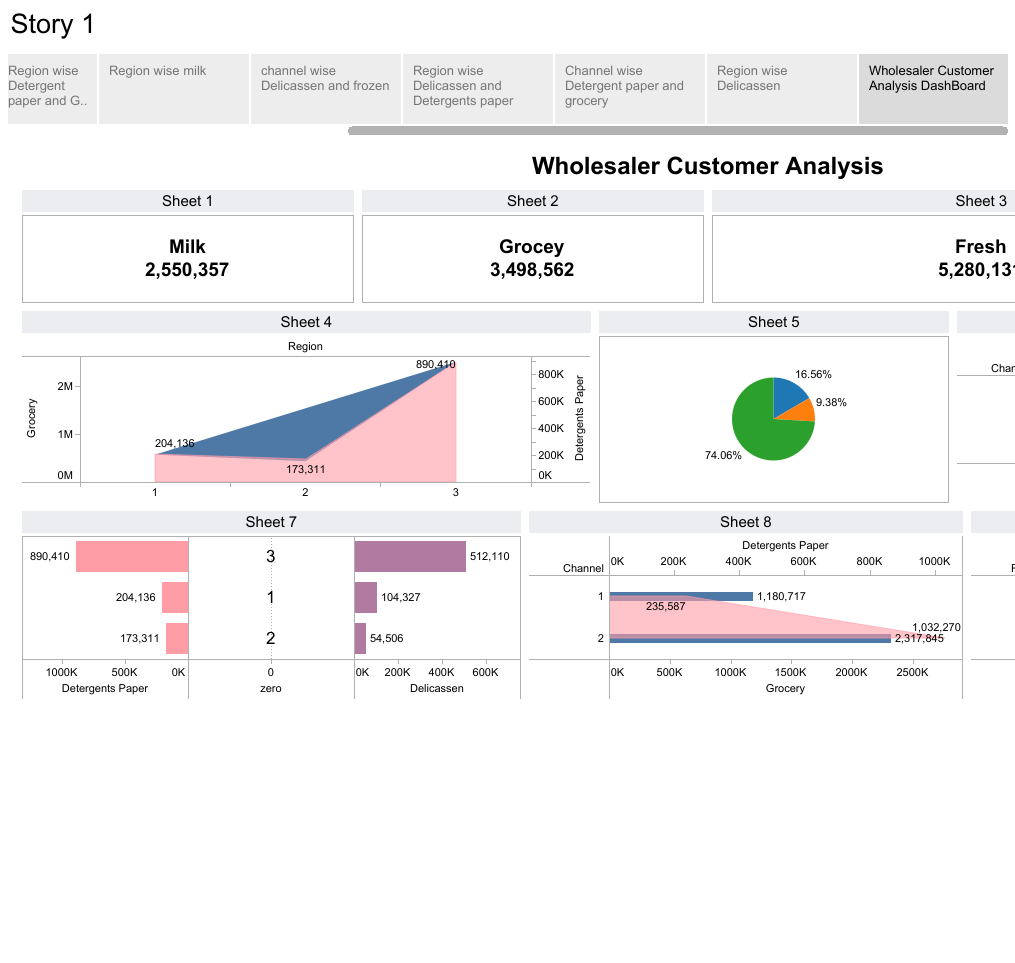 Story 1
Region wise
Detergent
paper and G..
Region wise milk
channel wise
Delicassen and frozen
Region wise
Delicassen and
Detergents paper
Channel wise
Detergent paper and
grocery
Region wise
Delicassen
Wholesaler Customer
Analysis DashBoard
Wholesaler Customer Analysis
Sheet 1
Sheet 2
Sheet 3
Milk
2,550,357
Grocey
3,498,562
Fresh
5,280,13
Sheet 4
Sheet 5
Region
Grocery
2M
1M
0M
204,136
173,311
890,410
800K
600K
400K
200K
0K
Detergents Paper
1
2
3
16.56%
9.38%
74.06%
Chan
Sheet 7
Sheet 8
890,410
3
512,110
204,136
1
104,327
173,311
2
54,506
1000K
500K
0K
0
0K
200K
400K
600K
Detergents Paper
zero
Delicassen
Detergents Paper
Channel
0K
200K
400K
600K
800K
1000K
1
1,180,717
235,587
1,032,270
2
2,317,845
0K
500K
1000K
1500K
2000K
2500K
Grocery